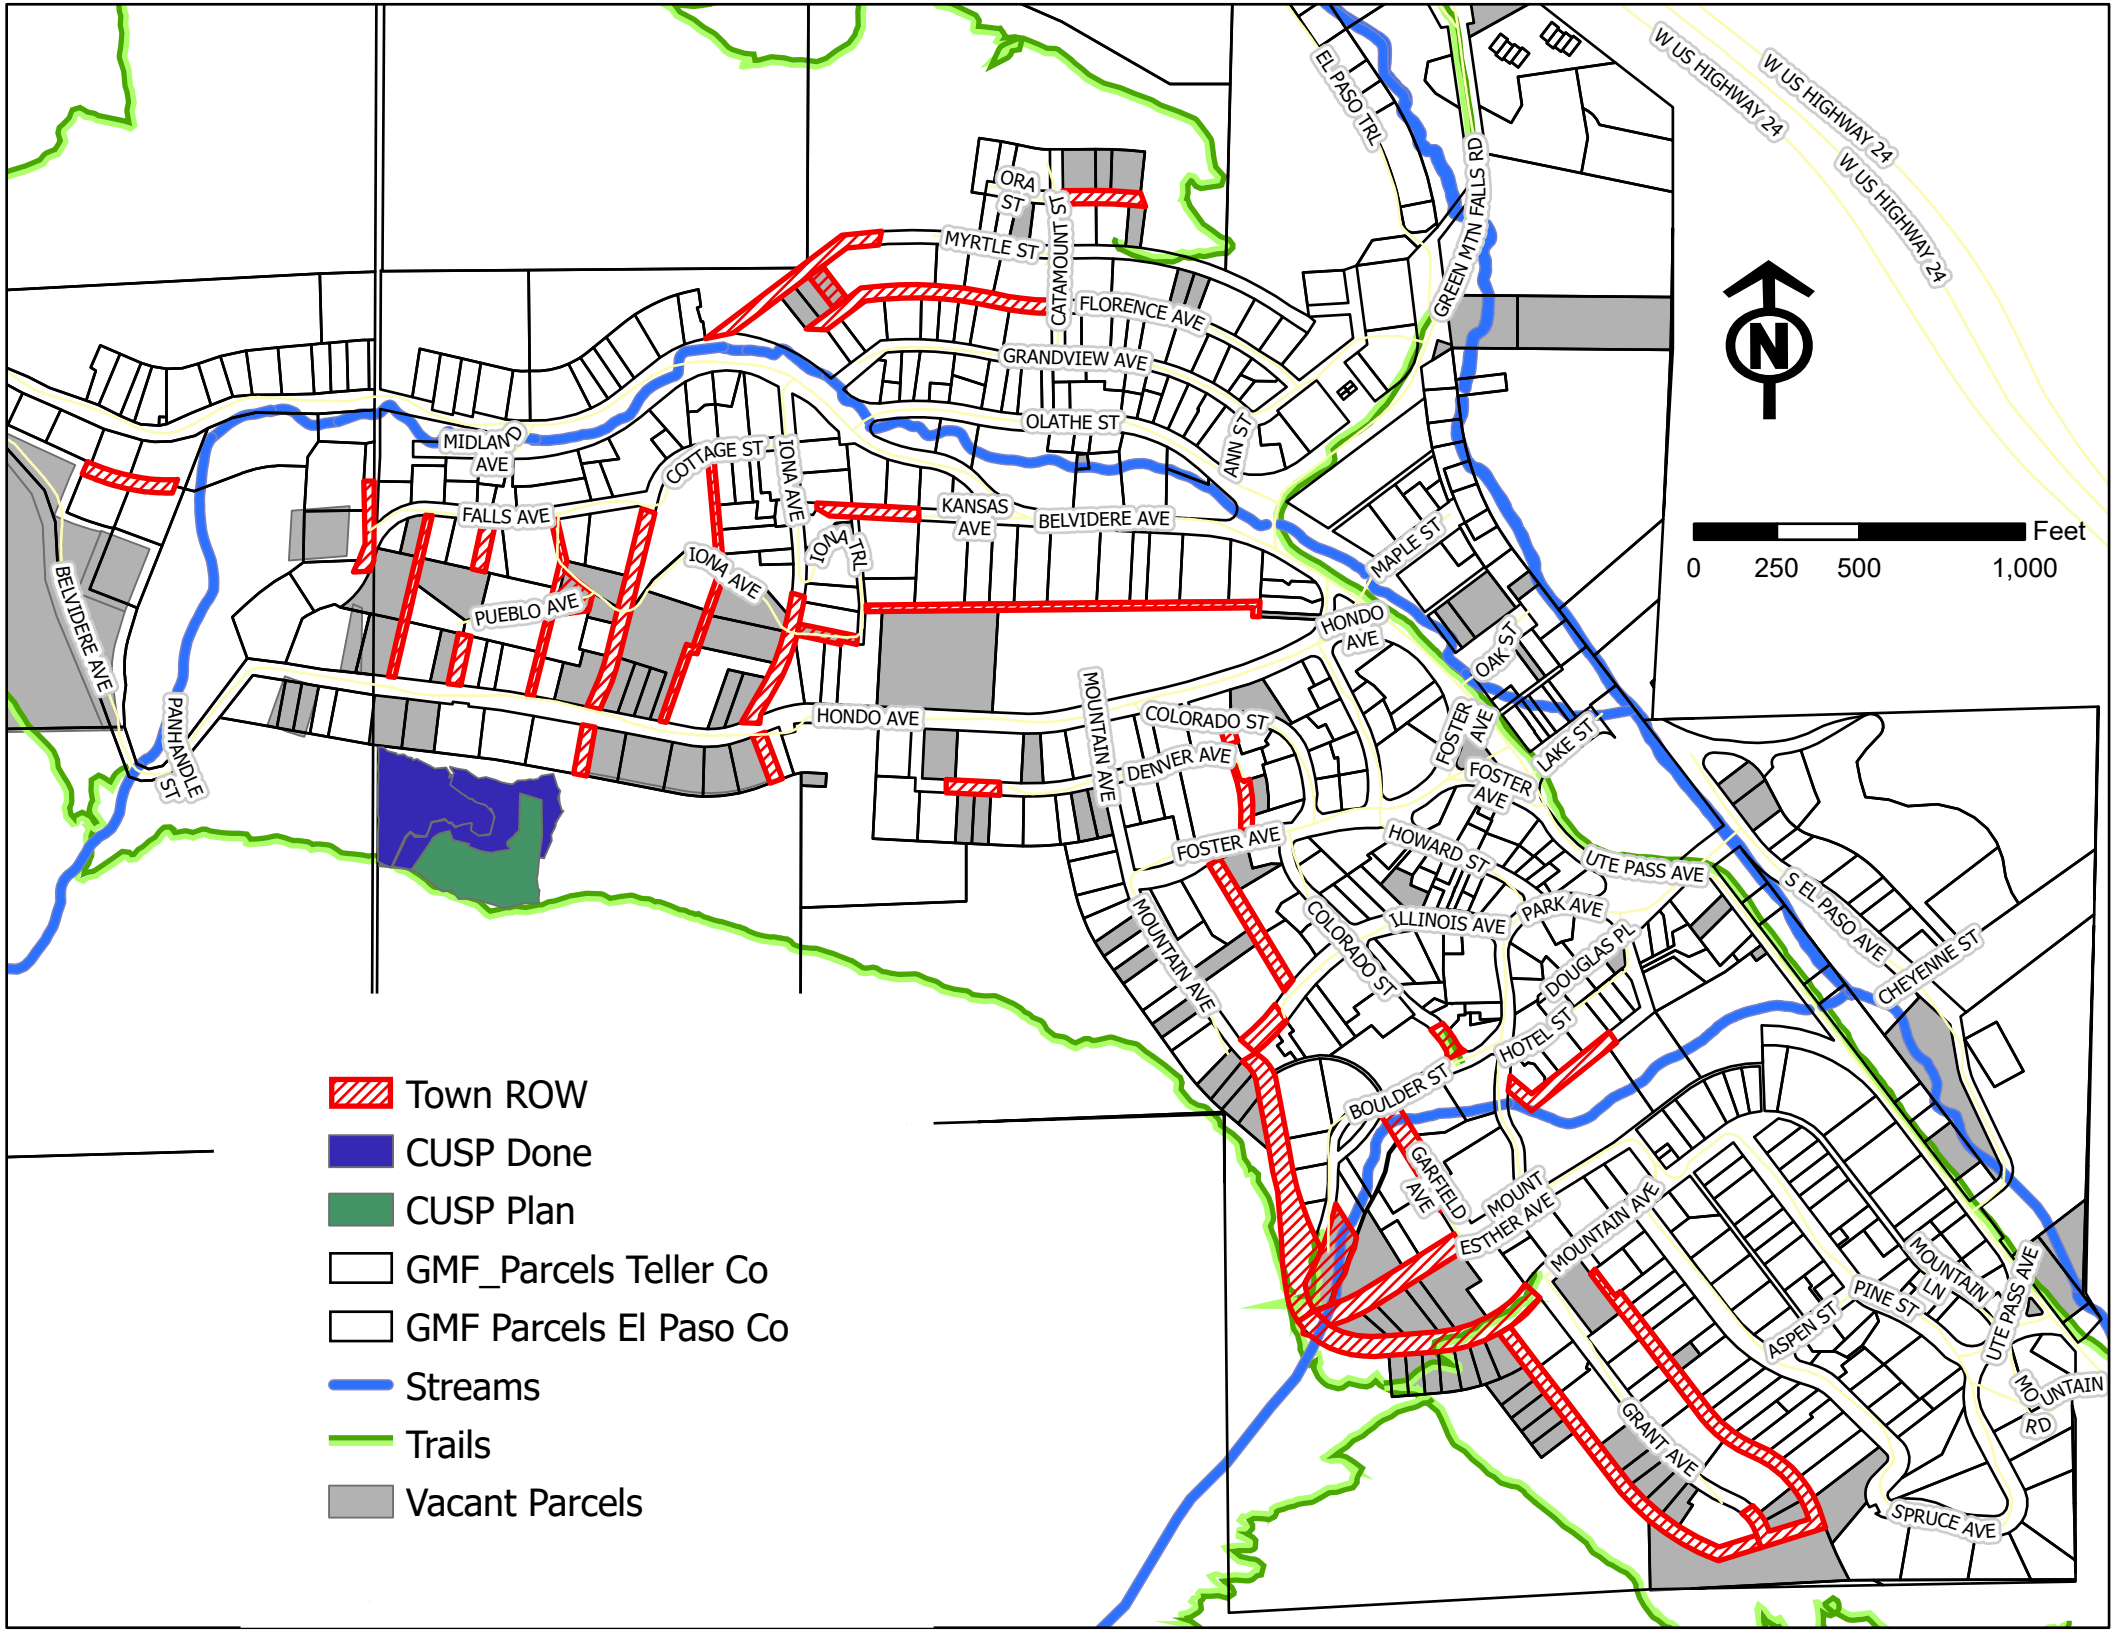 EL PASO TRL
W US HIGHWAY 24
W US HIGHWAY 24
W US HIGHWAY 24
GREEN MTN FALLS RD
ORA
ST
CATAMOUNT ST
MYRTLE ST
FLORENCE AVE
GRANDVIEW AVE
OLATHE ST
ANN ST
N
MIDLAND
AVE
COTTAGE ST
IONA AVE
FALLS AVE
IONA TRL
KANSAS
AVE
BELVIDERE AVE
MAPLE ST
Feet
0 250 500 1,000
BELVIDERE AVE
PUEBLO AVE
IONA AVE
HONDO
AVE
OAK ST
PANHANDLE
ST
HONDO AVE
MOUNTAIN AVE
COLORADO ST
DENVER AVE
FOSTER
AVE
LAKE ST
FOSTER
AVE
FOSTER AVE
HOWARD ST
UTE PASS AVE
S EL PASO AVE
MOUNTAIN AVE
COLORADO ST
ILLINOIS AVE
PARK AVE
DOUGLAS PL
CHEYENNE ST
HOTEL ST
BOULDER ST
GARFIELD
AVE
MOUNT
ESTHER AVE
MOUNTAIN AVE
MOUNTAIN
LN
UTE PASS AVE
PINE ST
ASPEN ST
MOUNTAIN
RD
GRANT AVE
SPRUCE AVE
Town ROW
CUSP Done
CUSP Plan
GMF_Parcels Teller Co
GMF Parcels El Paso Co
Streams
Trails
Vacant Parcels